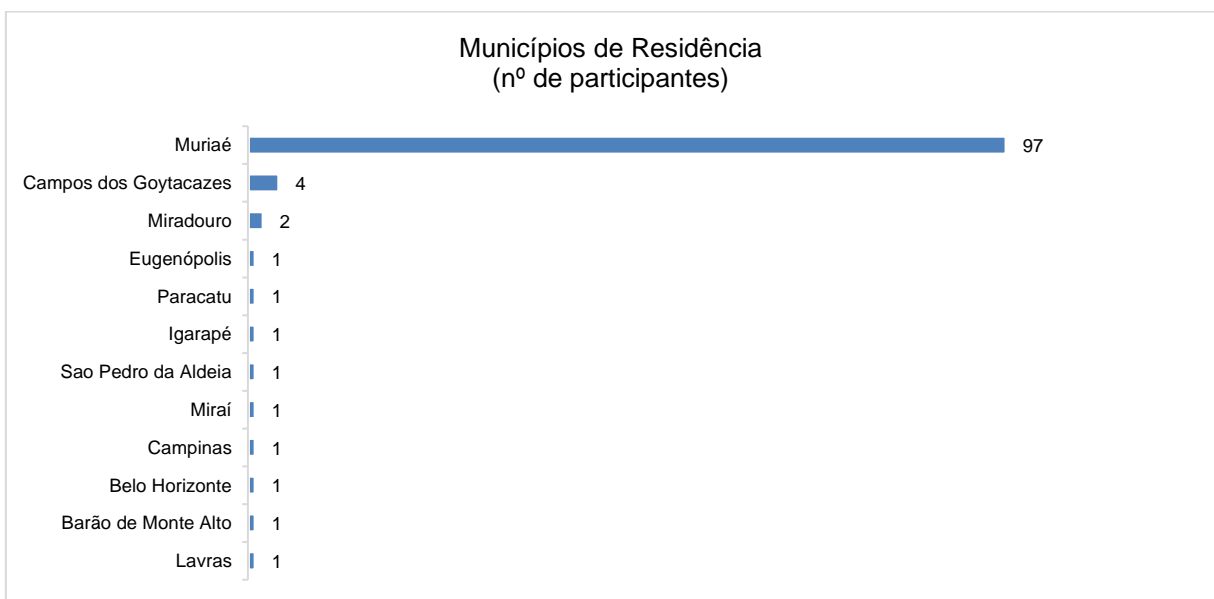 Municípios de Residência
(nº de participantes)
Muriaé 97
Campos dos Goytacazes 4
Miradouro 2
Eugenópolis 1
Paracatu 1
Igarapé 1
Sao Pedro da Aldeia 1
Miraí 1
Campinas 1
Belo Horizonte 1
Barão de Monte Alto 1
Lavras 1